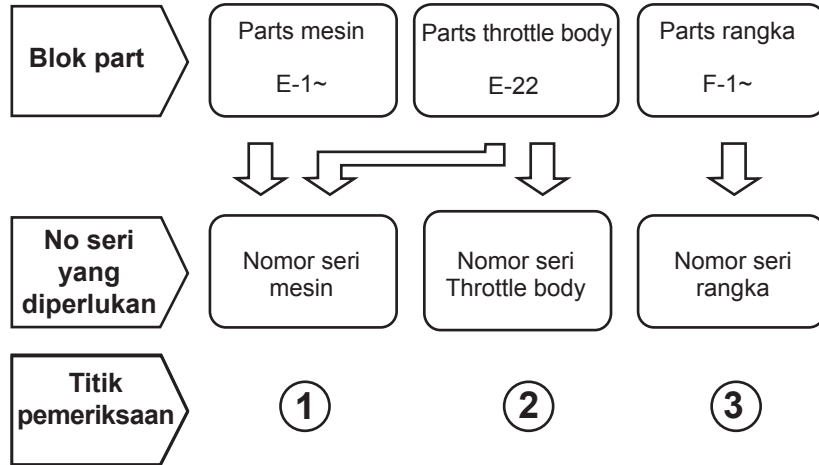 Blok part
Parts mesin
E-1~
Parts throttle body
E-22
Parts rangka
F-1~
No seri
yang
diperlukan
Nomor seri
mesin
Nomor seri
Throttle body
Nomor seri
rangka
Titik
pemeriksaan
1
2
3